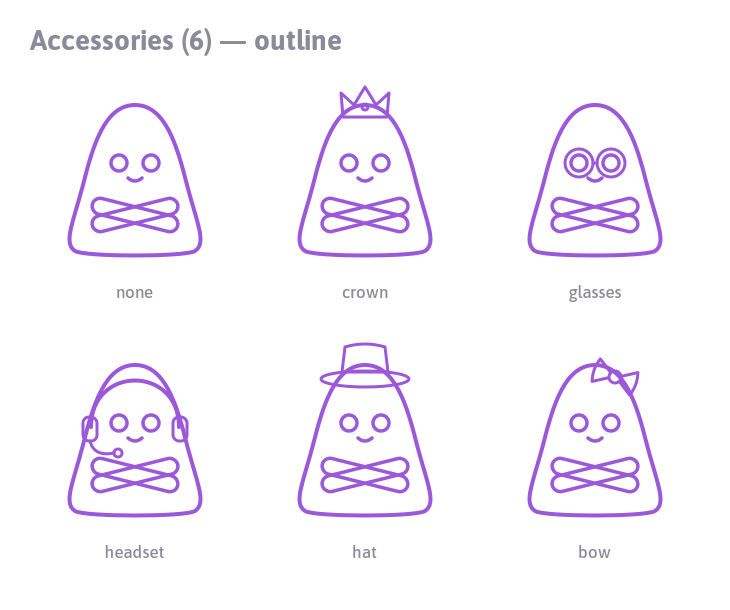 Accessories (6) — outline
none
crown
glasses
headset
hat
bow